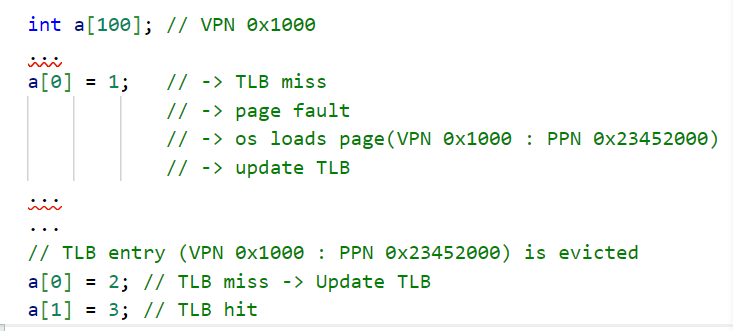 int a[100]; // VPN 0x1000
...
a[0] = 1;   // -> TLB miss
// -> page fault
// -> os loads page(VPN 0x1000 : PPN 0x23452000)
// -> update TLB
...
...
// TLB entry (VPN 0x1000 : PPN 0x23452000) is evicted
a[0] = 2; // TLB miss -> Update TLB
a[1] = 3; // TLB hit